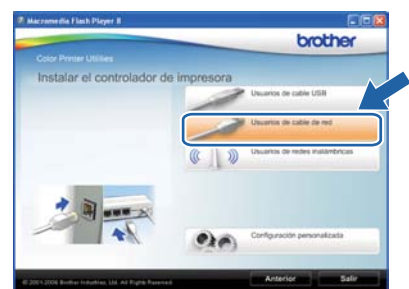 Macromedia Flash Player 8
brother
Color Printer Utilities
Instalar el controlador de impresora
Usuarios de cable USB
Usuarios de cable de red
Usuarios de redes inalámbricas
Configuración personalizada
© 2001-2006 Brother Industries, Ltd. All Rights Reserved
Anterior
Salir